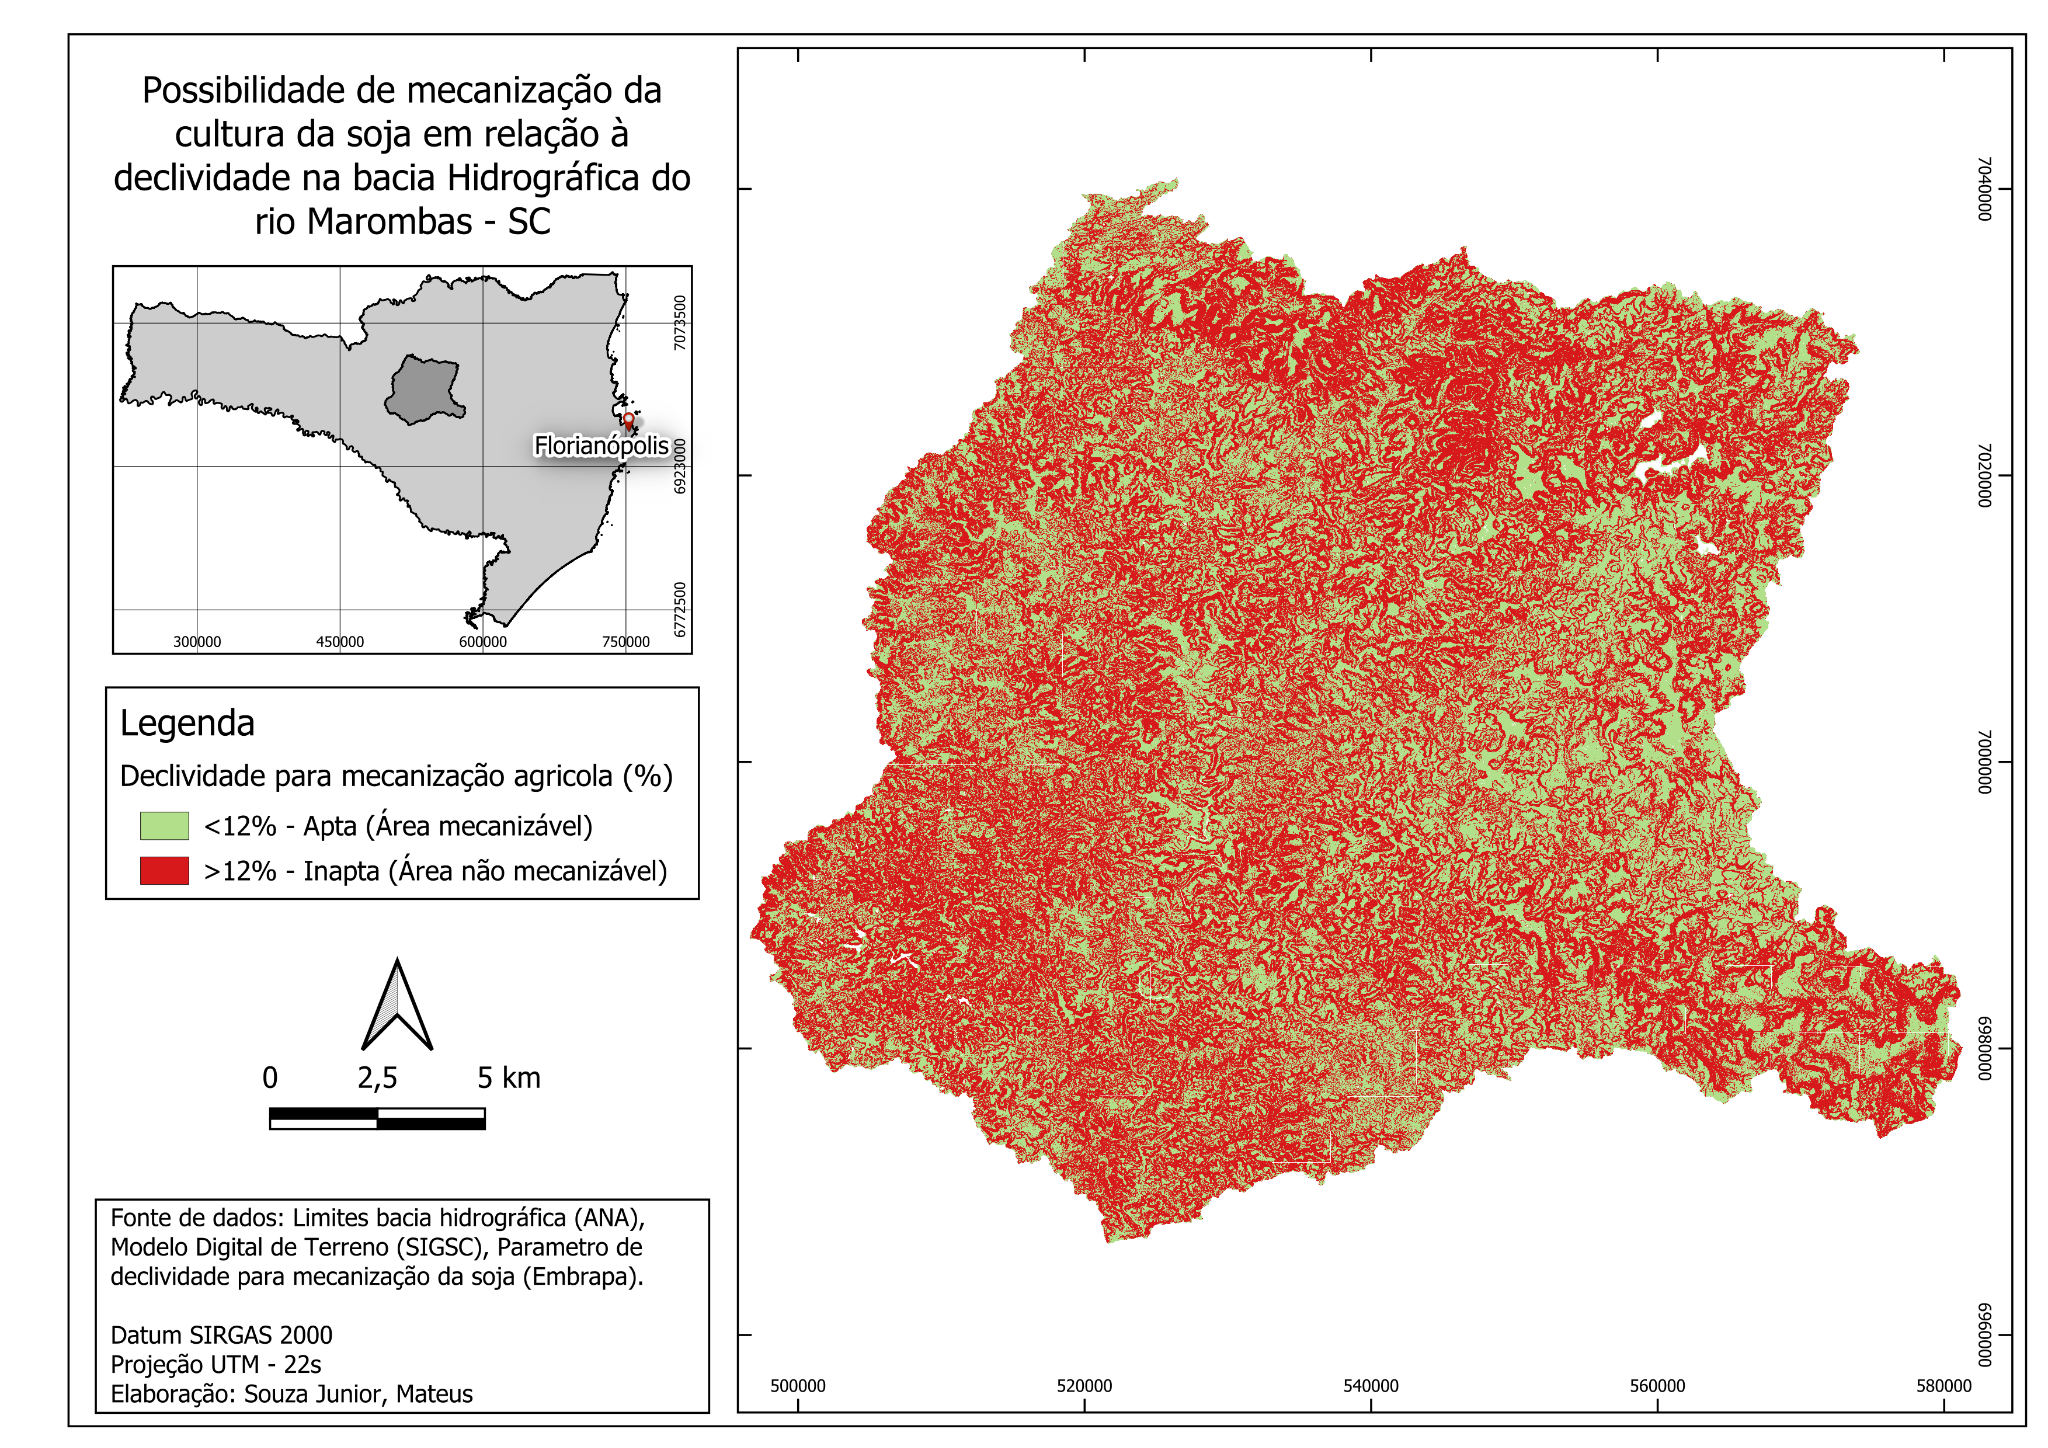 Possibilidade de mecanização da
cultura da soja em relação à
declividade na bacia Hidrográfica do
rio Marombas - SC
7073500
Florianópolis
6923000
6772500
300000
450000
600000
750000
Legenda
Declividade para mecanização agricola (%)
<12% - Apta (Área mecanizável)
>12% - Inapta (Área não mecanizável)
0
2,5
5 km
Fonte de dados: Limites bacia hidrográfica (ANA),
Modelo Digital de Terreno (SIGSC), Parametro de
declividade para mecanização da soja (Embrapa).
Datum SIRGAS 2000
Projeção UTM - 22s
Elaboração: Souza Junior, Mateus
7040000
7020000
7000000
6980000
6960000
500000
520000
540000
560000
580000